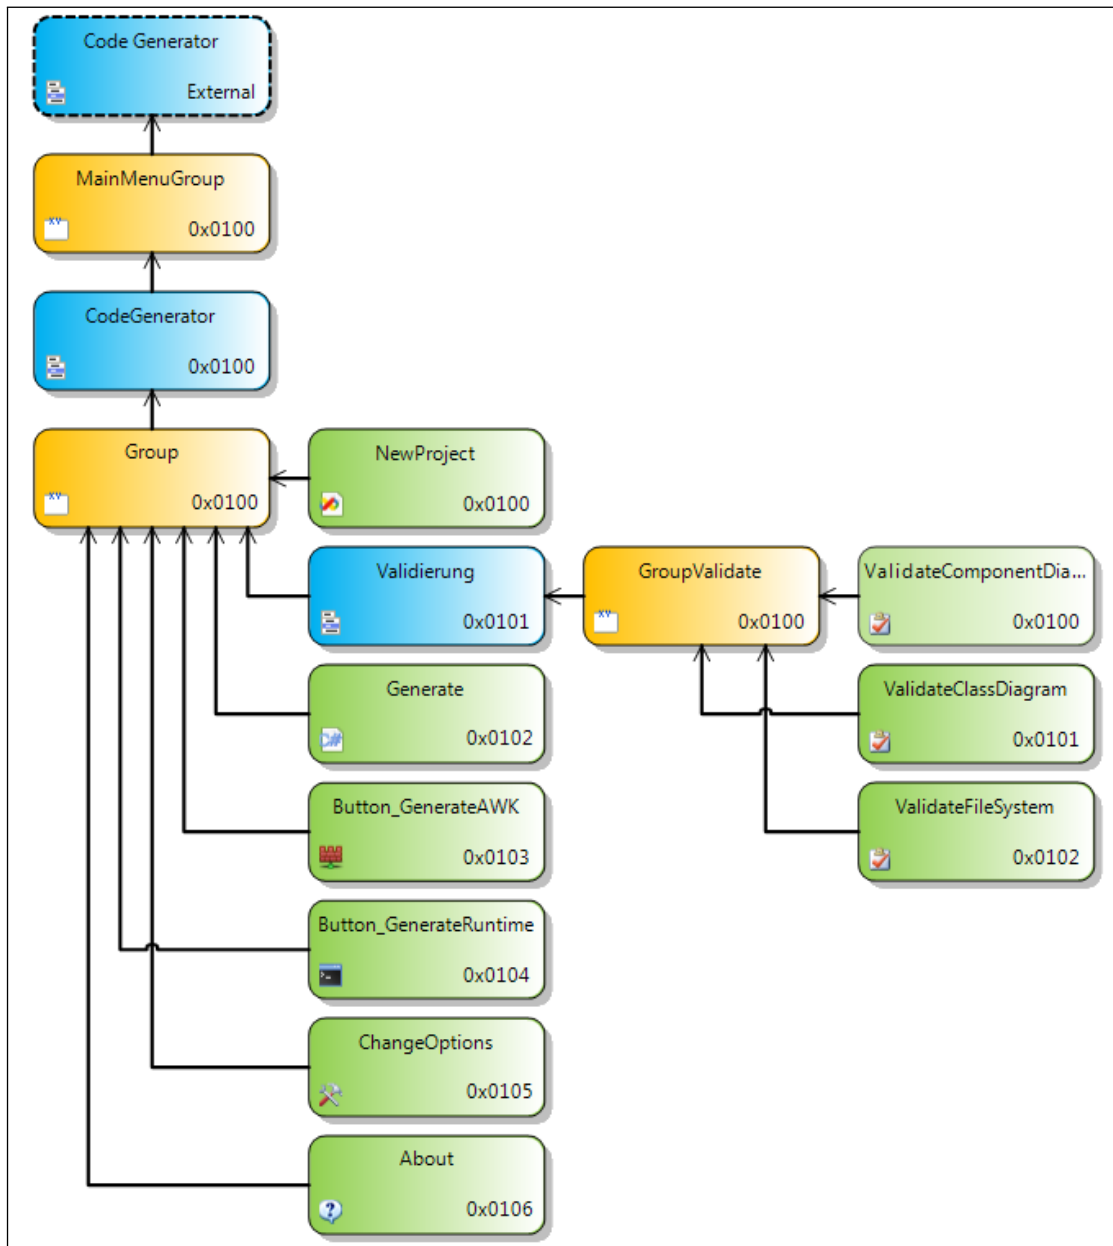 Code Generator
External
MainMenuGroup
0x0100
CodeGenerator
0x0100
Group
0x0100
NewProject
0x0100
Validierung
0x0101
GroupValidate
0x0100
ValidateComponentDia...
0x0100
Generate
0x0102
ValidateClassDiagram
0x0101
Button_GenerateAWK
0x0103
ValidateFileSystem
0x0102
Button_GenerateRuntime
0x0104
ChangeOptions
0x0105
About
0x0106